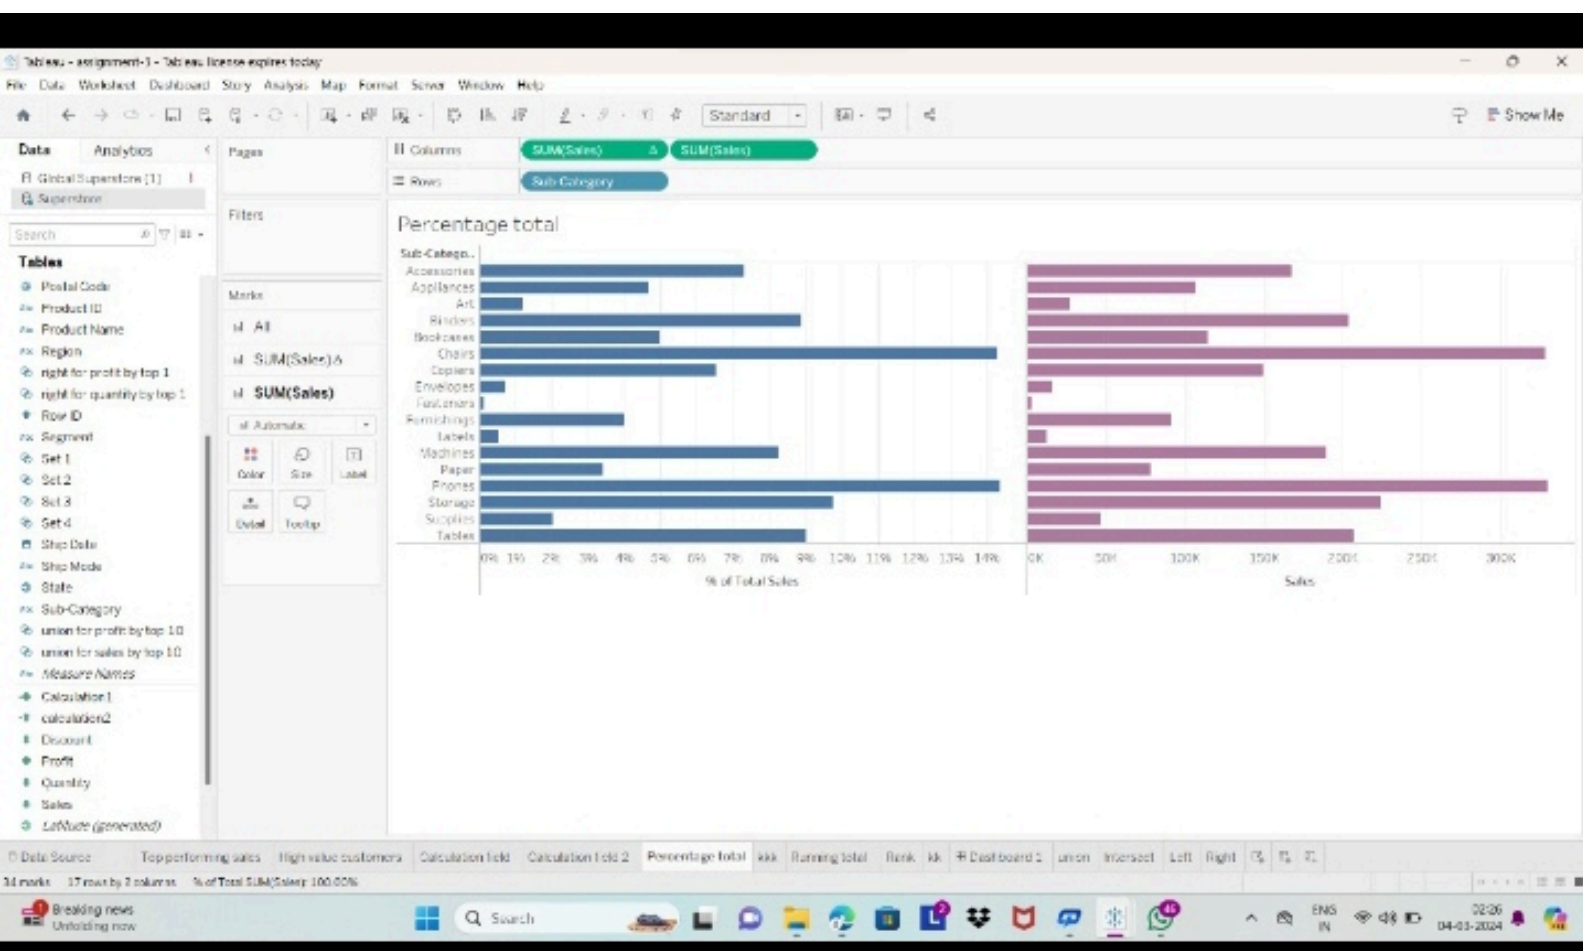 Tableau - assignment-1 - Tableau license expires today
File Data Worksheet Dashboard Story Analysis Map Format Server Window Help
Standard
Show Me
Data Analytics
Pages
Columns SUM(Sales) SUM(Sales)
Global Superstore (1)
Rows Sub-Category
Superstore
Filters
Search
Percentage total
Tables
Sub-Catego..
Postal Code
Product ID
Product Name
Region
right for profit by top 1
right for quantity by top 1
Row ID
Segment
Set 1
Set 2
Set 3
Set 4
Ship Date
Ship Mode
State
Sub-Category
union for profit by top 10
union for sales by top 10
Measure Names
Calculation1
calculation2
Discount
Profit
Quantity
Sales
Latitude (generated)
Marks
All
SUM(Sales)
SUM(Sales)
Automatic
Color Size Label
Detail Tooltip
Accessories
Appliances
Art
Binders
Bookcases
Chairs
Copiers
Envelopes
Fasteners
Furnishings
Labels
Machines
Paper
Phones
Storage
Supplies
Tables
0% 1% 2% 3% 4% 5% 6% 7% 8% 9% 10% 11% 12% 13% 14%
0K 50K 100K 150K 200K 250K 300K
% of Total Sales
Sales
Data Source Top performing sales High value customers Calculation field Calculation field 2 Percentage total kkk Running total Rank kk Dashboard 1 union Intersect Left Right
34 marks 17 rows by 2 columns % of Total SUM(Sales): 100.00%
Breaking news
Unfolding now
Search
ENG
IN
02:26
04-03-2024